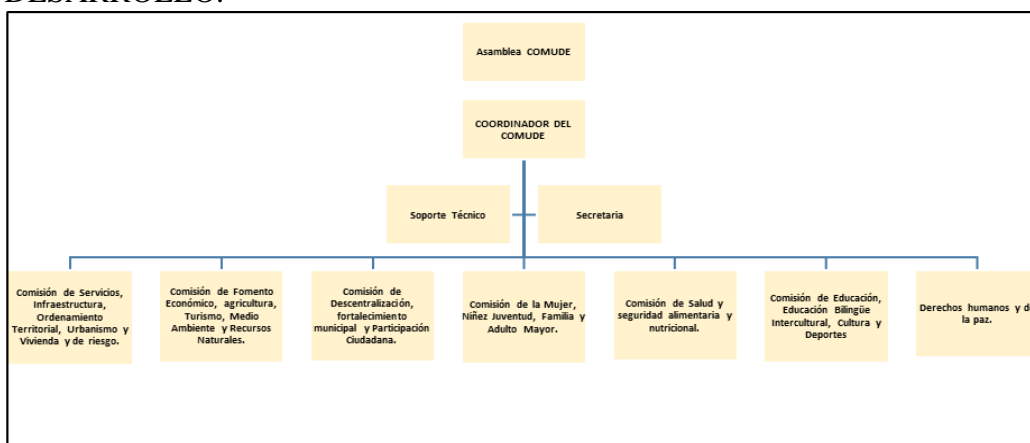 DESARROLLO.
Asamblea COMUDE
COORDINADOR DEL
COMUDE
Soporte Técnico
Secretaria
Comisión de Servicios,
Infraestructura,
Ordenamiento
Territorial, Urbanismo y
Vivienda y de riesgo.
Comisión de Fomento
Económico, agricultura,
Turismo, Medio
Ambiente y Recursos
Naturales.
Comisión de
Descentralización,
fortalecimiento
municipal y Participación
Ciudadana.
Comisión de la Mujer,
Niñez Juventud, Familia y
Adulto Mayor.
Comisión de Salud y
seguridad alimentaria y
nutricional.
Comisión de Educación,
Educación Bilingüe
Intercultural, Cultura y
Deportes
Derechos humanos y de
la paz.